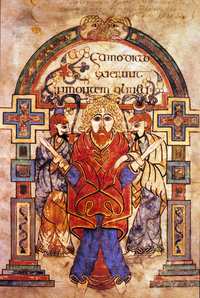 Et ymno dicto
exierunt
in montem oliueti